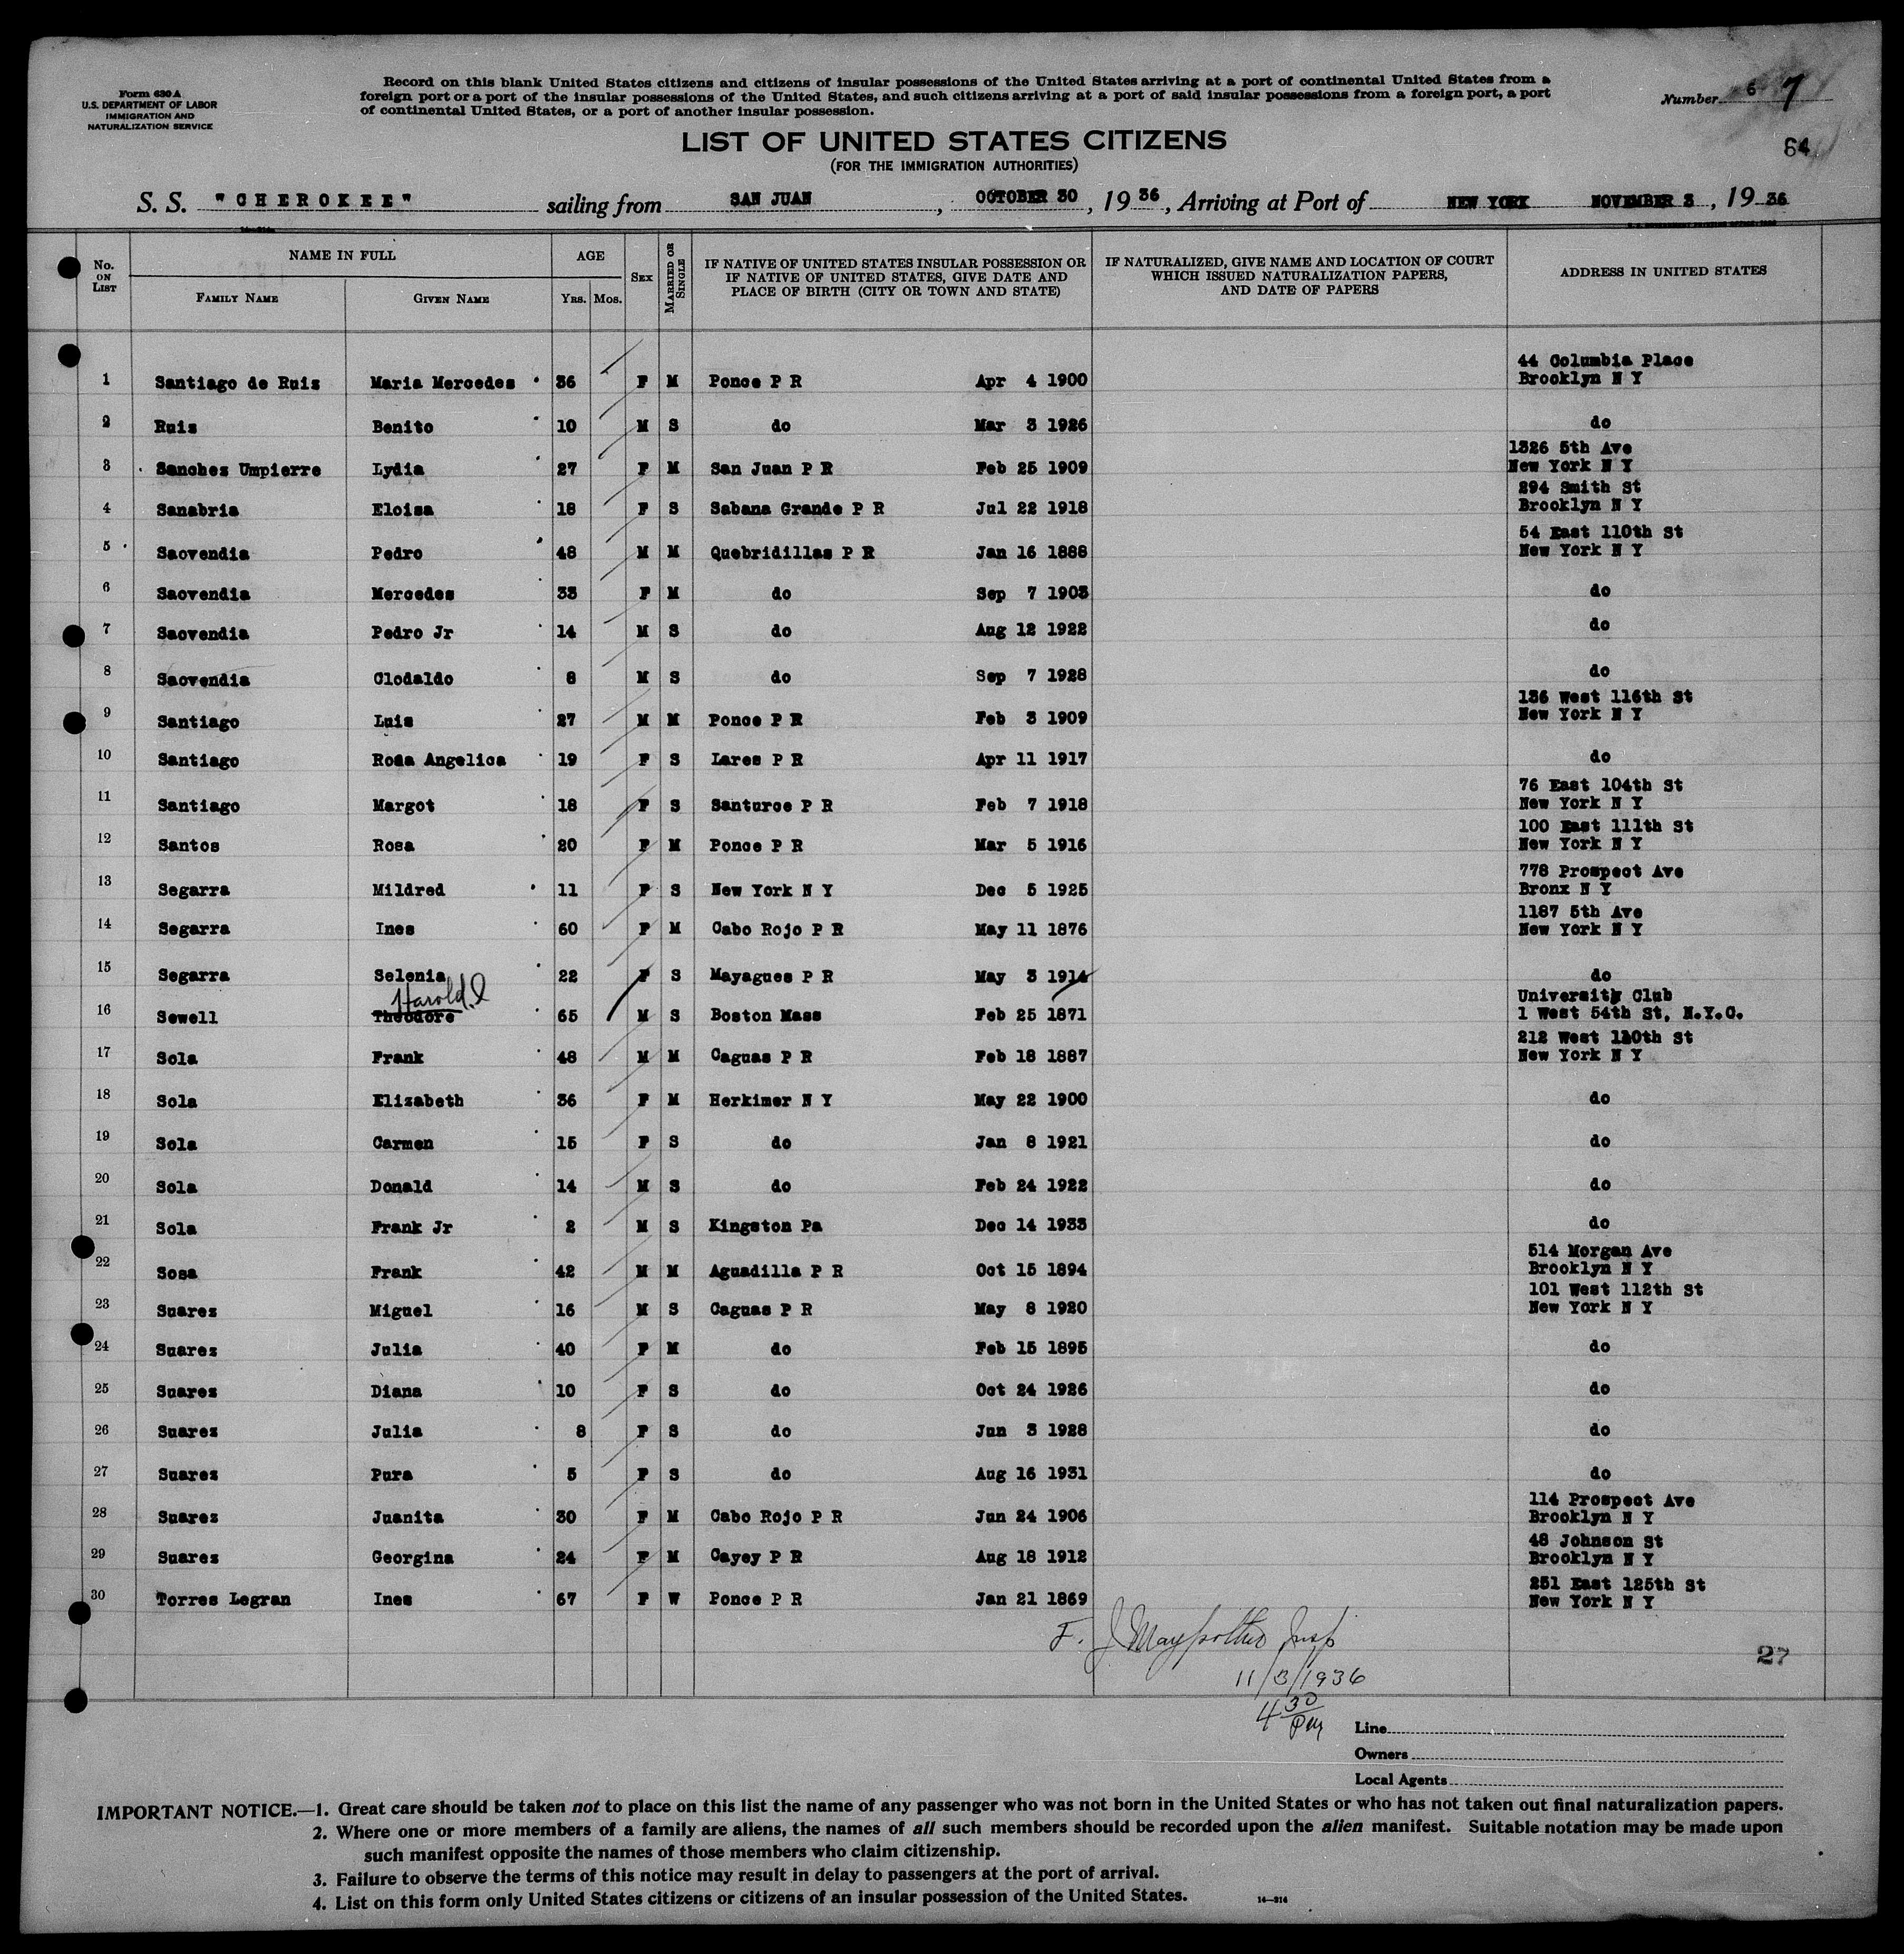 Form 630 A
U.S. DEPARTMENT OF LABOR
IMMIGRATION AND
NATURALIZATION SERVICE
Record on this blank United States citizens and citizens of insular possessions of the United States arriving at a port of continental United States from a
foreign port or a port of the insular possessions of the United States, and such citizens arriving at a port of said insular possessions from a foreign port, a port
of continental United States, or a port of another insular possession.
Number 6 7
64
LIST OF UNITED STATES CITIZENS
(FOR THE IMMIGRATION AUTHORITIES)
S. S. "CHEROKEE" sailing from SAN JUAN, OCTOBER 30, 1936, Arriving at Port of NEW YORK NOVEMBER 3, 1936
No. ON LIST NAME IN FULL FAMILY NAME GIVEN NAME AGE YRS. MOS. SEX MARRIED OR SINGLE IF NATIVE OF UNITED STATES INSULAR POSSESSION OR IF NATIVE OF UNITED STATES, GIVE DATE AND PLACE OF BIRTH (CITY OR TOWN AND STATE) IF NATURALIZED, GIVE NAME AND LOCATION OF COURT WHICH ISSUED NATURALIZATION PAPERS, AND DATE OF PAPERS ADDRESS IN UNITED STATES
1 Santiago de Ruis Maria Mercedes 36 F M Ponce P R Apr 4 1900 44 Columbia Place Brooklyn N Y
2 Ruis Benito 10 M S do Mar 3 1926 do
3 Sanches Umpierre Lydia 27 F M San Juan P R Feb 25 1909 1326 5th Ave New York N Y
4 Sanabria Eloisa 18 F S Sabana Grande P R Jul 22 1918 294 Smith St Brooklyn N Y
5 Saovendia Pedro 48 M M Quebridillas P R Jan 16 1888 54 East 110th St New York N Y
6 Saovendia Mercedes 33 F M do Sep 7 1903 do
7 Saovendia Pedro Jr 14 M S do Aug 12 1922 do
8 Saovendia Clodaldo 8 M S do Sep 7 1928 do
9 Santiago Luis 27 M M Ponce P R Feb 3 1909 136 West 116th St New York N Y
10 Santiago Rosa Angelica 19 F S Lares P R Apr 11 1917 do
11 Santiago Margot 18 F S Santurce P R Feb 7 1918 76 East 104th St New York N Y
12 Santos Rosa 20 F M Ponce P R Mar 5 1916 100 East 111th St New York N Y
13 Segarra Mildred 11 F S New York N Y Dec 5 1925 778 Prospect Ave Bronx N Y
14 Segarra Ines 60 F M Cabo Rojo P R May 11 1876 1187 5th Ave New York N Y
15 Segarra Selenia 22 F S Mayagues P R May 3 1914 do
16 Sewell Harold I. Theodore 65 M S Boston Mass Feb 25 1871 University Club 1 West 54th St, N.Y.C.
17 Sola Frank 48 M M Caguas P R Feb 18 1887 212 West 110th St New York N Y
18 Sola Elizabeth 36 F M Herkimer N Y May 22 1900 do
19 Sola Carmen 15 F S do Jan 8 1921 do
20 Sola Donald 14 M S do Feb 24 1922 do
21 Sola Frank Jr 2 M S Kingston Pa Dec 14 1933 do
22 Sosa Frank 42 M M Aguadilla P R Oct 15 1894 514 Morgan Ave Brooklyn N Y
23 Suares Miguel 16 M S Caguas P R May 8 1920 101 West 112th St New York N Y
24 Suares Julia 40 F M do Feb 15 1895 do
25 Suares Diana 10 F S do Oct 24 1926 do
26 Suares Julia 8 F S do Jun 3 1928 do
27 Suares Pura 5 F S do Aug 16 1931 do
28 Suares Juanita 30 F M Cabo Rojo P R Jun 24 1906 114 Prospect Ave Brooklyn N Y
29 Suares Georgina 24 F M Cayey P R Aug 18 1912 48 Johnson St Brooklyn N Y
30 Torres Legran Ines 67 F W Ponce P R Jan 21 1869 251 East 125th St New York N Y
F. J. Insp
27
11/3/1936
4 30 PM
Line
Owners
Local Agents
IMPORTANT NOTICE.—1. Great care should be taken not to place on this list the name of any passenger who was not born in the United States or who has not taken out final naturalization papers.
2. Where one or more members of a family are aliens, the names of all such members should be recorded upon the alien manifest. Suitable notation may be made upon
such manifest opposite the names of those members who claim citizenship.
3. Failure to observe the terms of this notice may result in delay to passengers at the port of arrival.
4. List on this form only United States citizens or citizens of an insular possession of the United States.
14—914